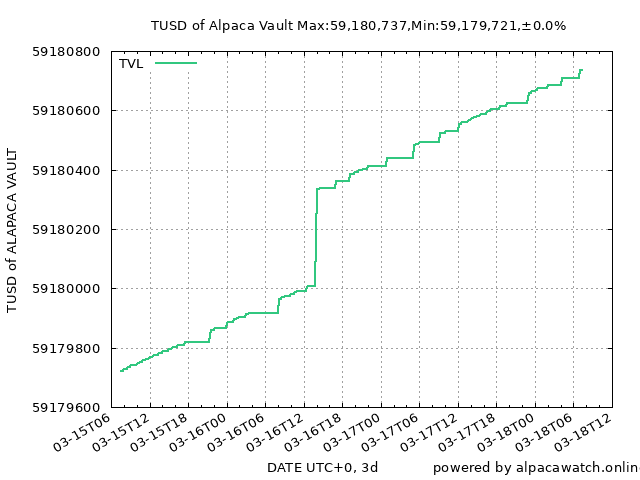 TUSD of Alpaca Vault Max:59,180,737,Min:59,179,721,±0.0%
TVL
59180800
59180600
59180400
59180200
59180000
59179800
59179600
TUSD of ALAPACA VAULT
03-15T06
03-15T12
03-15T18
03-16T00
03-16T06
03-16T12
03-16T18
03-17T00
03-17T06
03-17T12
03-17T18
03-18T00
03-18T06
03-18T12
DATE UTC+0, 3d
powered by alpacawatch.onlin